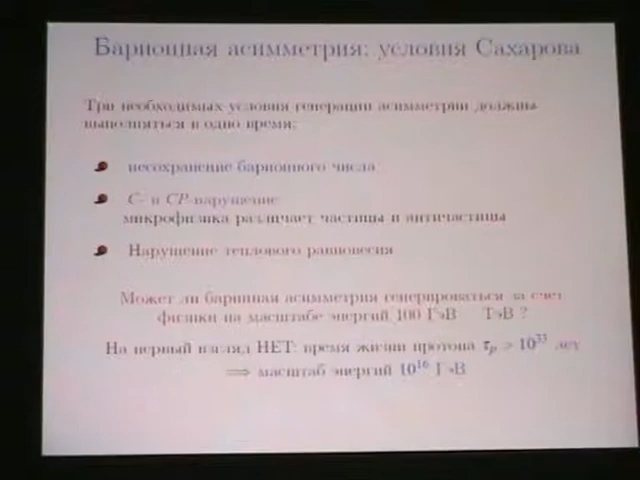 Барионная асимметрия: условия Сахарова
Три необходимых условия генерации асимметрии должны
выполняться в одно время:
несохранение барионного числа
C- и CP-нарушение
микрофизика различает частицы и античастицы
Нарушение теплового равновесия
Может ли барионная асимметрия генерироваться за счет
физики на масштабе энергий 100 ГэВ ТэВ ?
На первый взгляд НЕТ: время жизни протона τₚ > 10³³ лет
⟹ масштаб энергий 10¹⁶ ГэВ